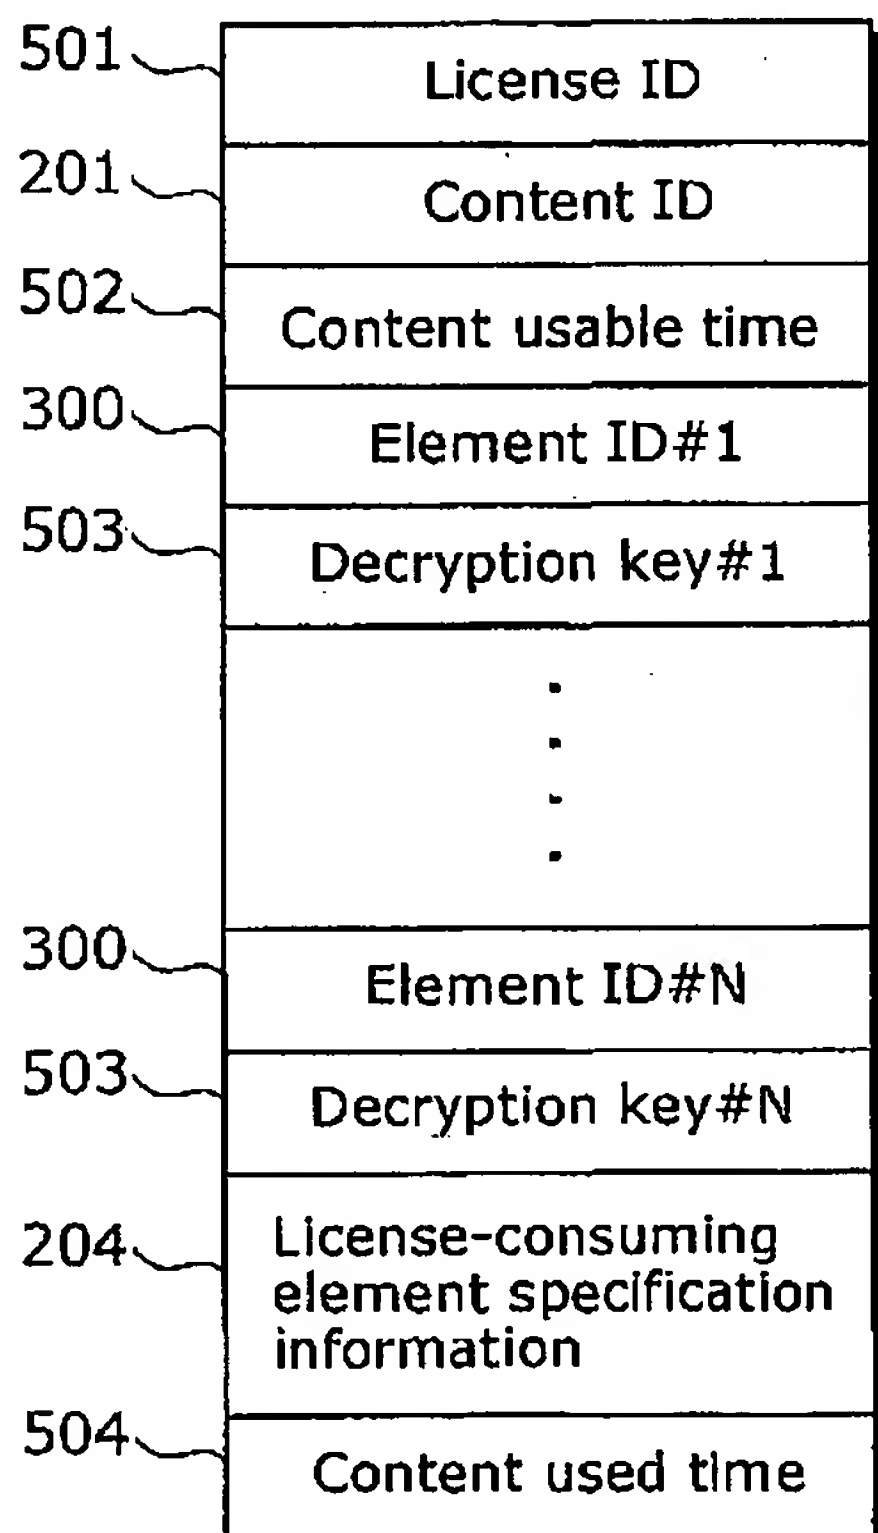 501 License ID
201 Content ID
502 Content usable time
300 Element ID#1
503 Decryption key#1
300 Element ID#N
503 Decryption key#N
204 License-consuming
element specification
information
504 Content used time